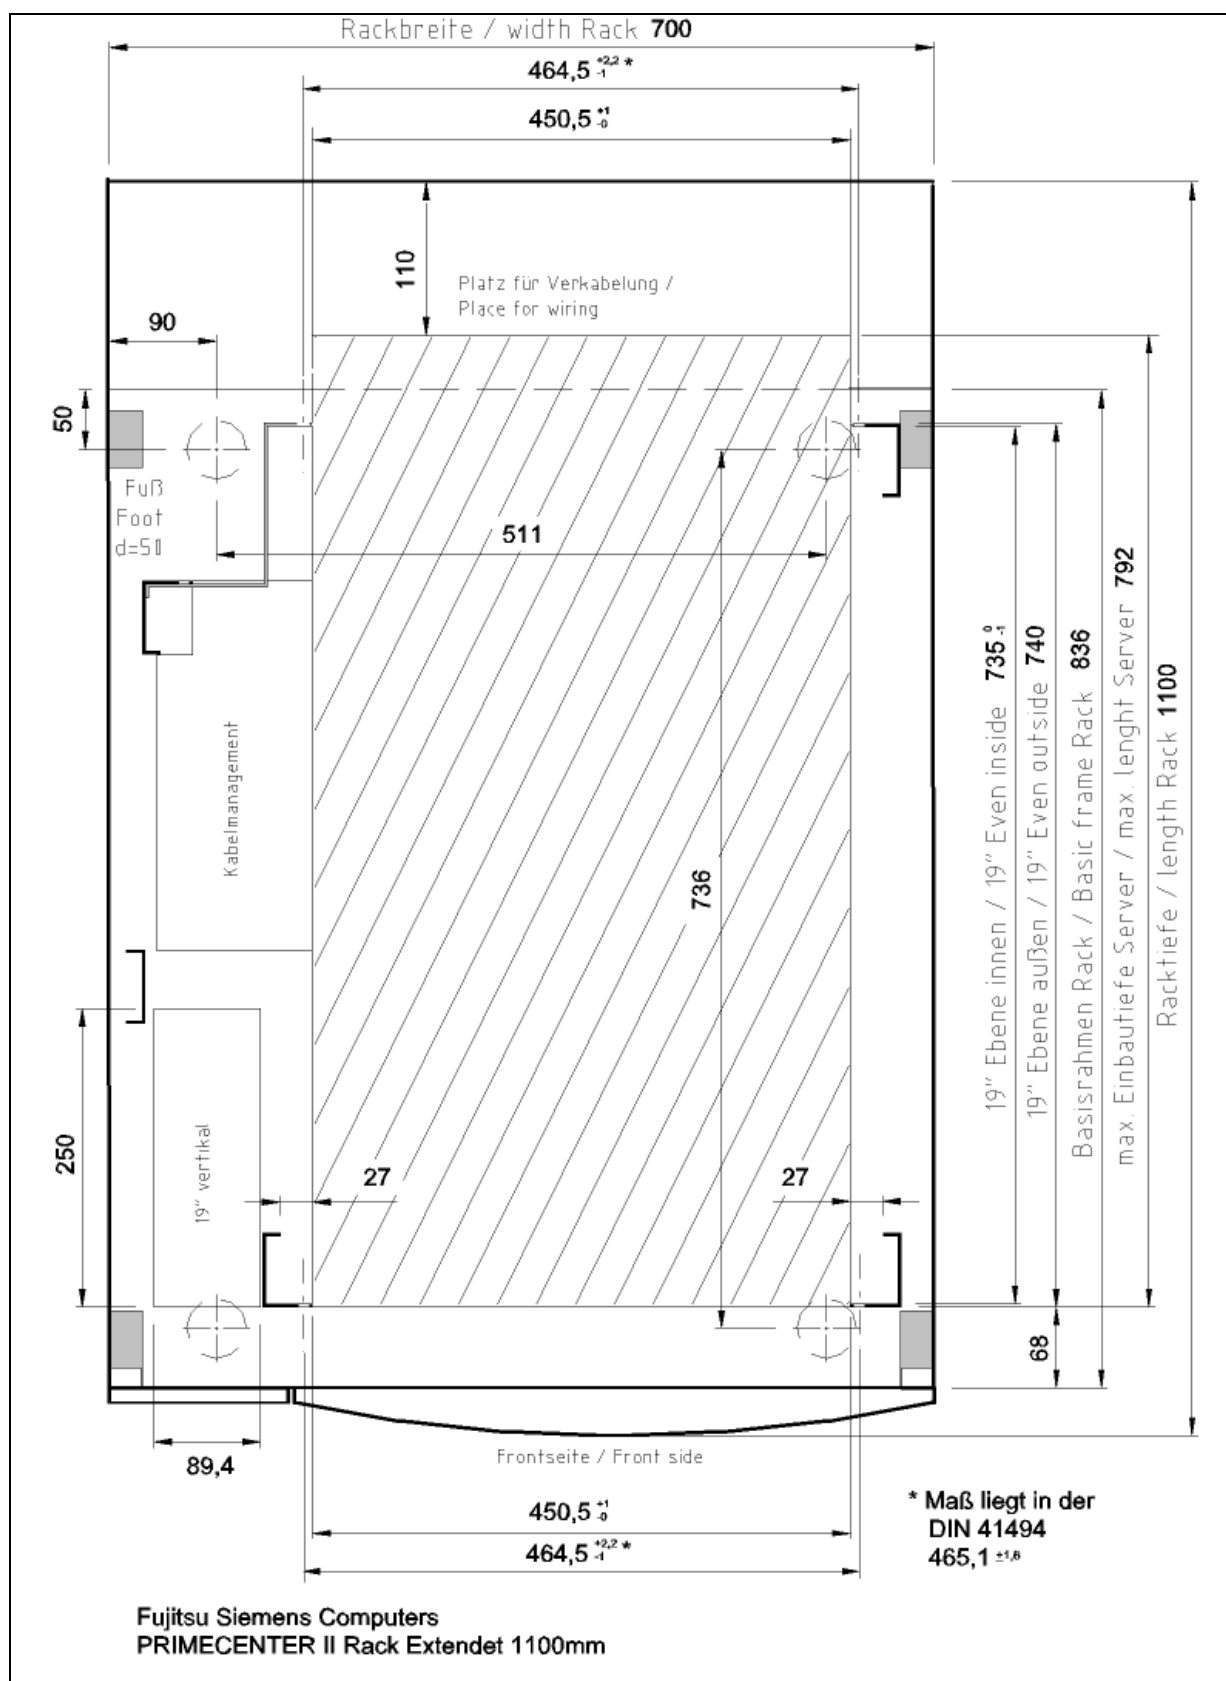 Rackbreite / width Rack 700
464,5 +2,2 * -1
450,5 +1 -0
110
Platz für Verkabelung /
Place for wiring
90
50
Fuß
Foot
d=50
511
736
Kabelmanagement
250
19" vertikal
27
27
19" Ebene innen / 19" Even inside 735 0 -1
19" Ebene außen / 19" Even outside 740
Basisrahmen Rack / Basic frame Rack 836
max. Einbautiefe Server / max. lenght Server 792
Racktiefe / length Rack 1100
68
89,4
Frontseite / Front side
450,5 +1 -0
464,5 +2,2 * -1
* Maß liegt in der
DIN 41494
465,1 ±1,6
Fujitsu Siemens Computers
PRIMECENTER II Rack Extendet 1100mm